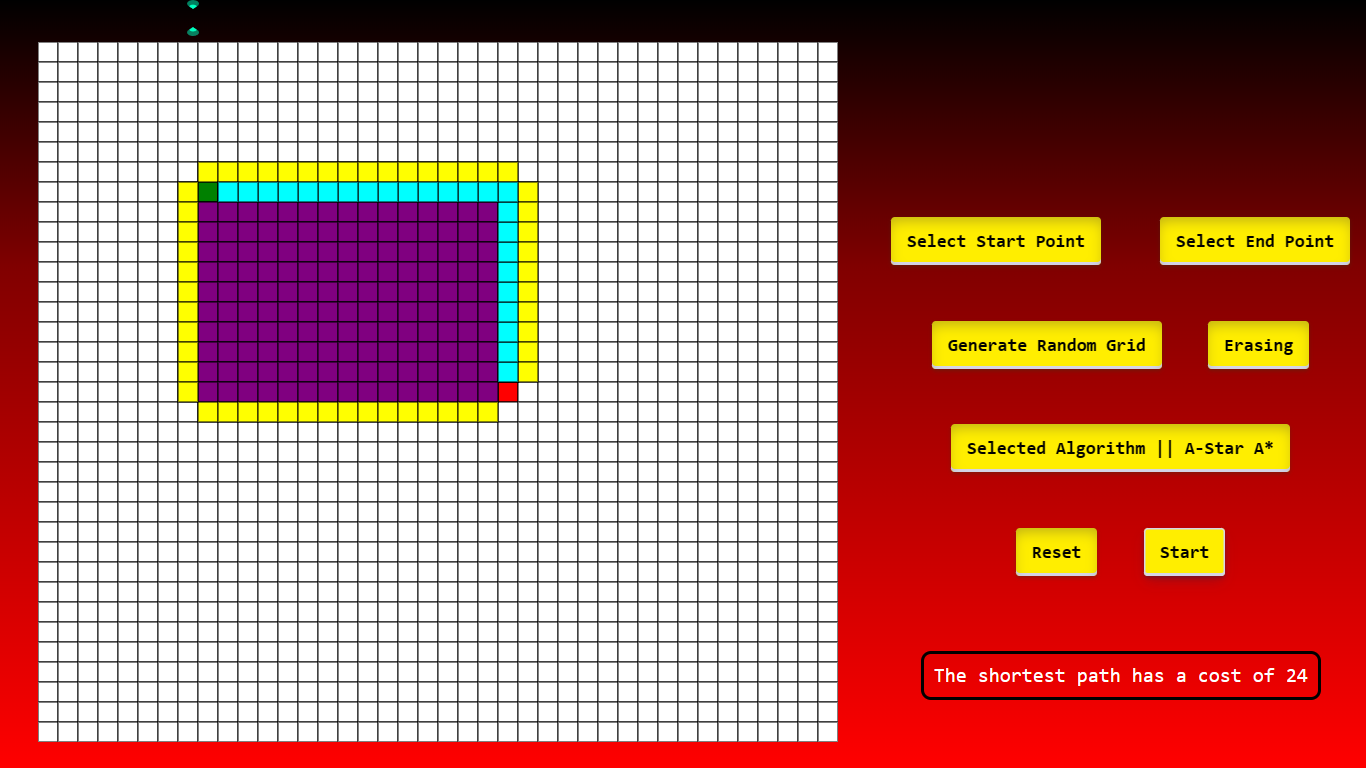 Select Start Point
Select End Point
Generate Random Grid
Erasing
Selected Algorithm || A-Star A*
Reset
Start
The shortest path has a cost of 24